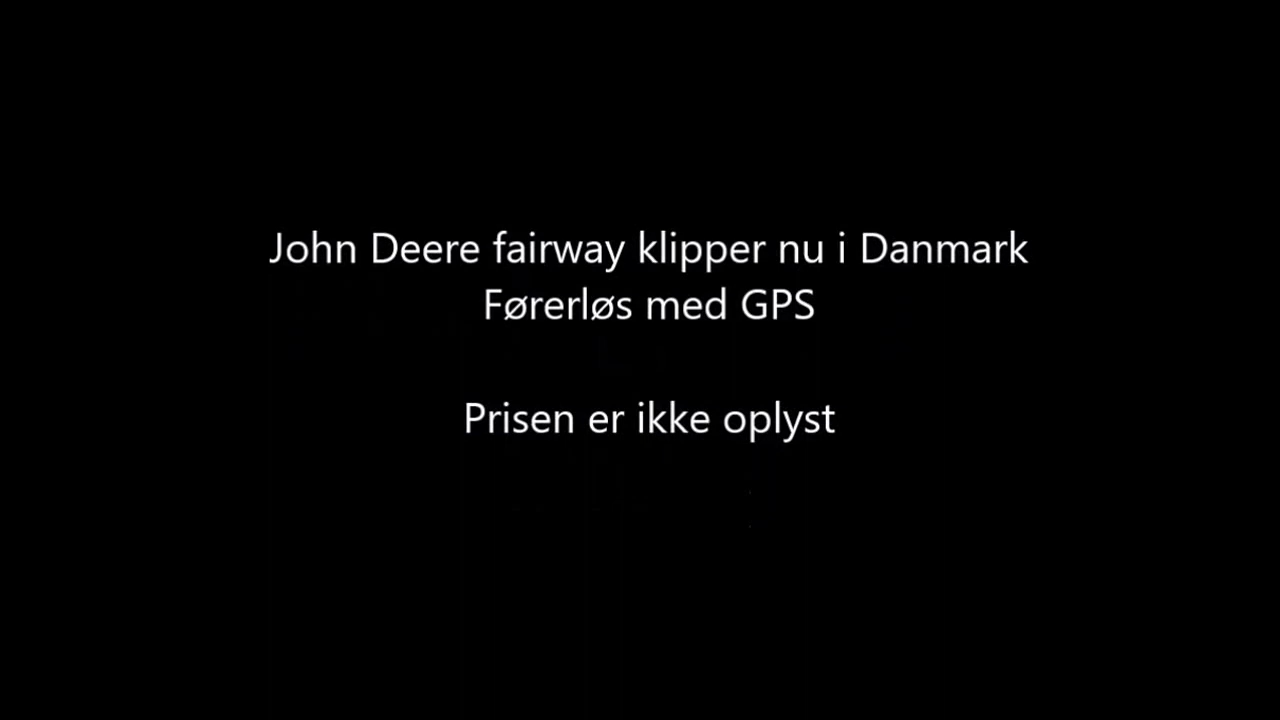 John Deere fairway klipper nu i Danmark
Førerløs med GPS
Prisen er ikke oplyst